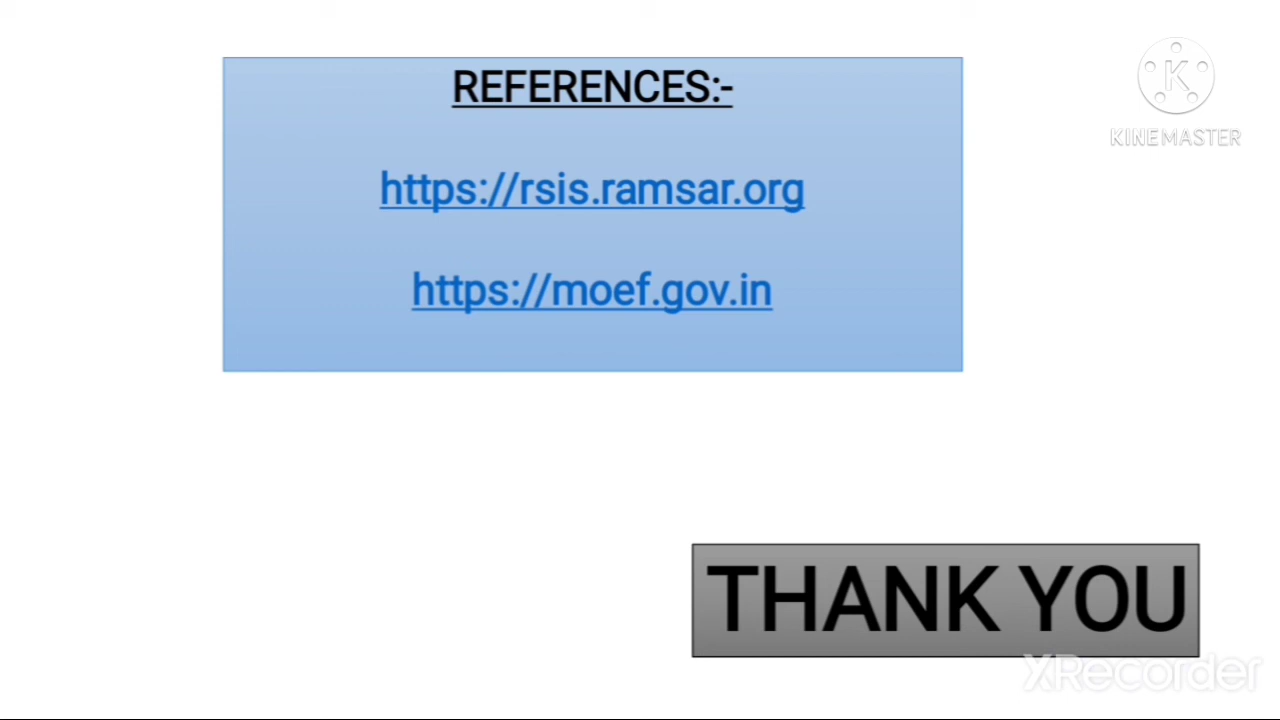 REFERENCES:-
K
KINEMASTER
https://rsis.ramsar.org
https://moef.gov.in
THANK YOU
XRecorder